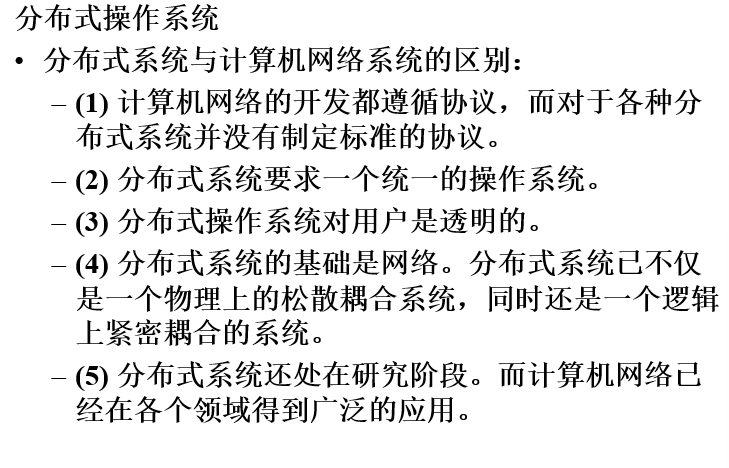 分布式操作系统
• 分布式系统与计算机网络系统的区别：
– (1) 计算机网络的开发都遵循协议，而对于各种分
布式系统并没有制定标准的协议。
– (2) 分布式系统要求一个统一的操作系统。
– (3) 分布式操作系统对用户是透明的。
– (4) 分布式系统的基础是网络。分布式系统已不仅
是一个物理上的松散耦合系统，同时还是一个逻辑
上紧密耦合的系统。
– (5) 分布式系统还处在研究阶段。而计算机网络已
经在各个领域得到广泛的应用。